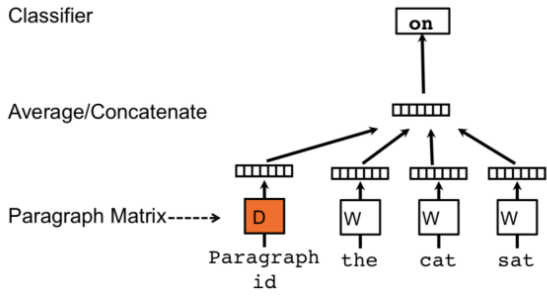 Classifier
on
Average/Concatenate
Paragraph Matrix----->
D
W
W
W
Paragraph
id
the
cat
sat